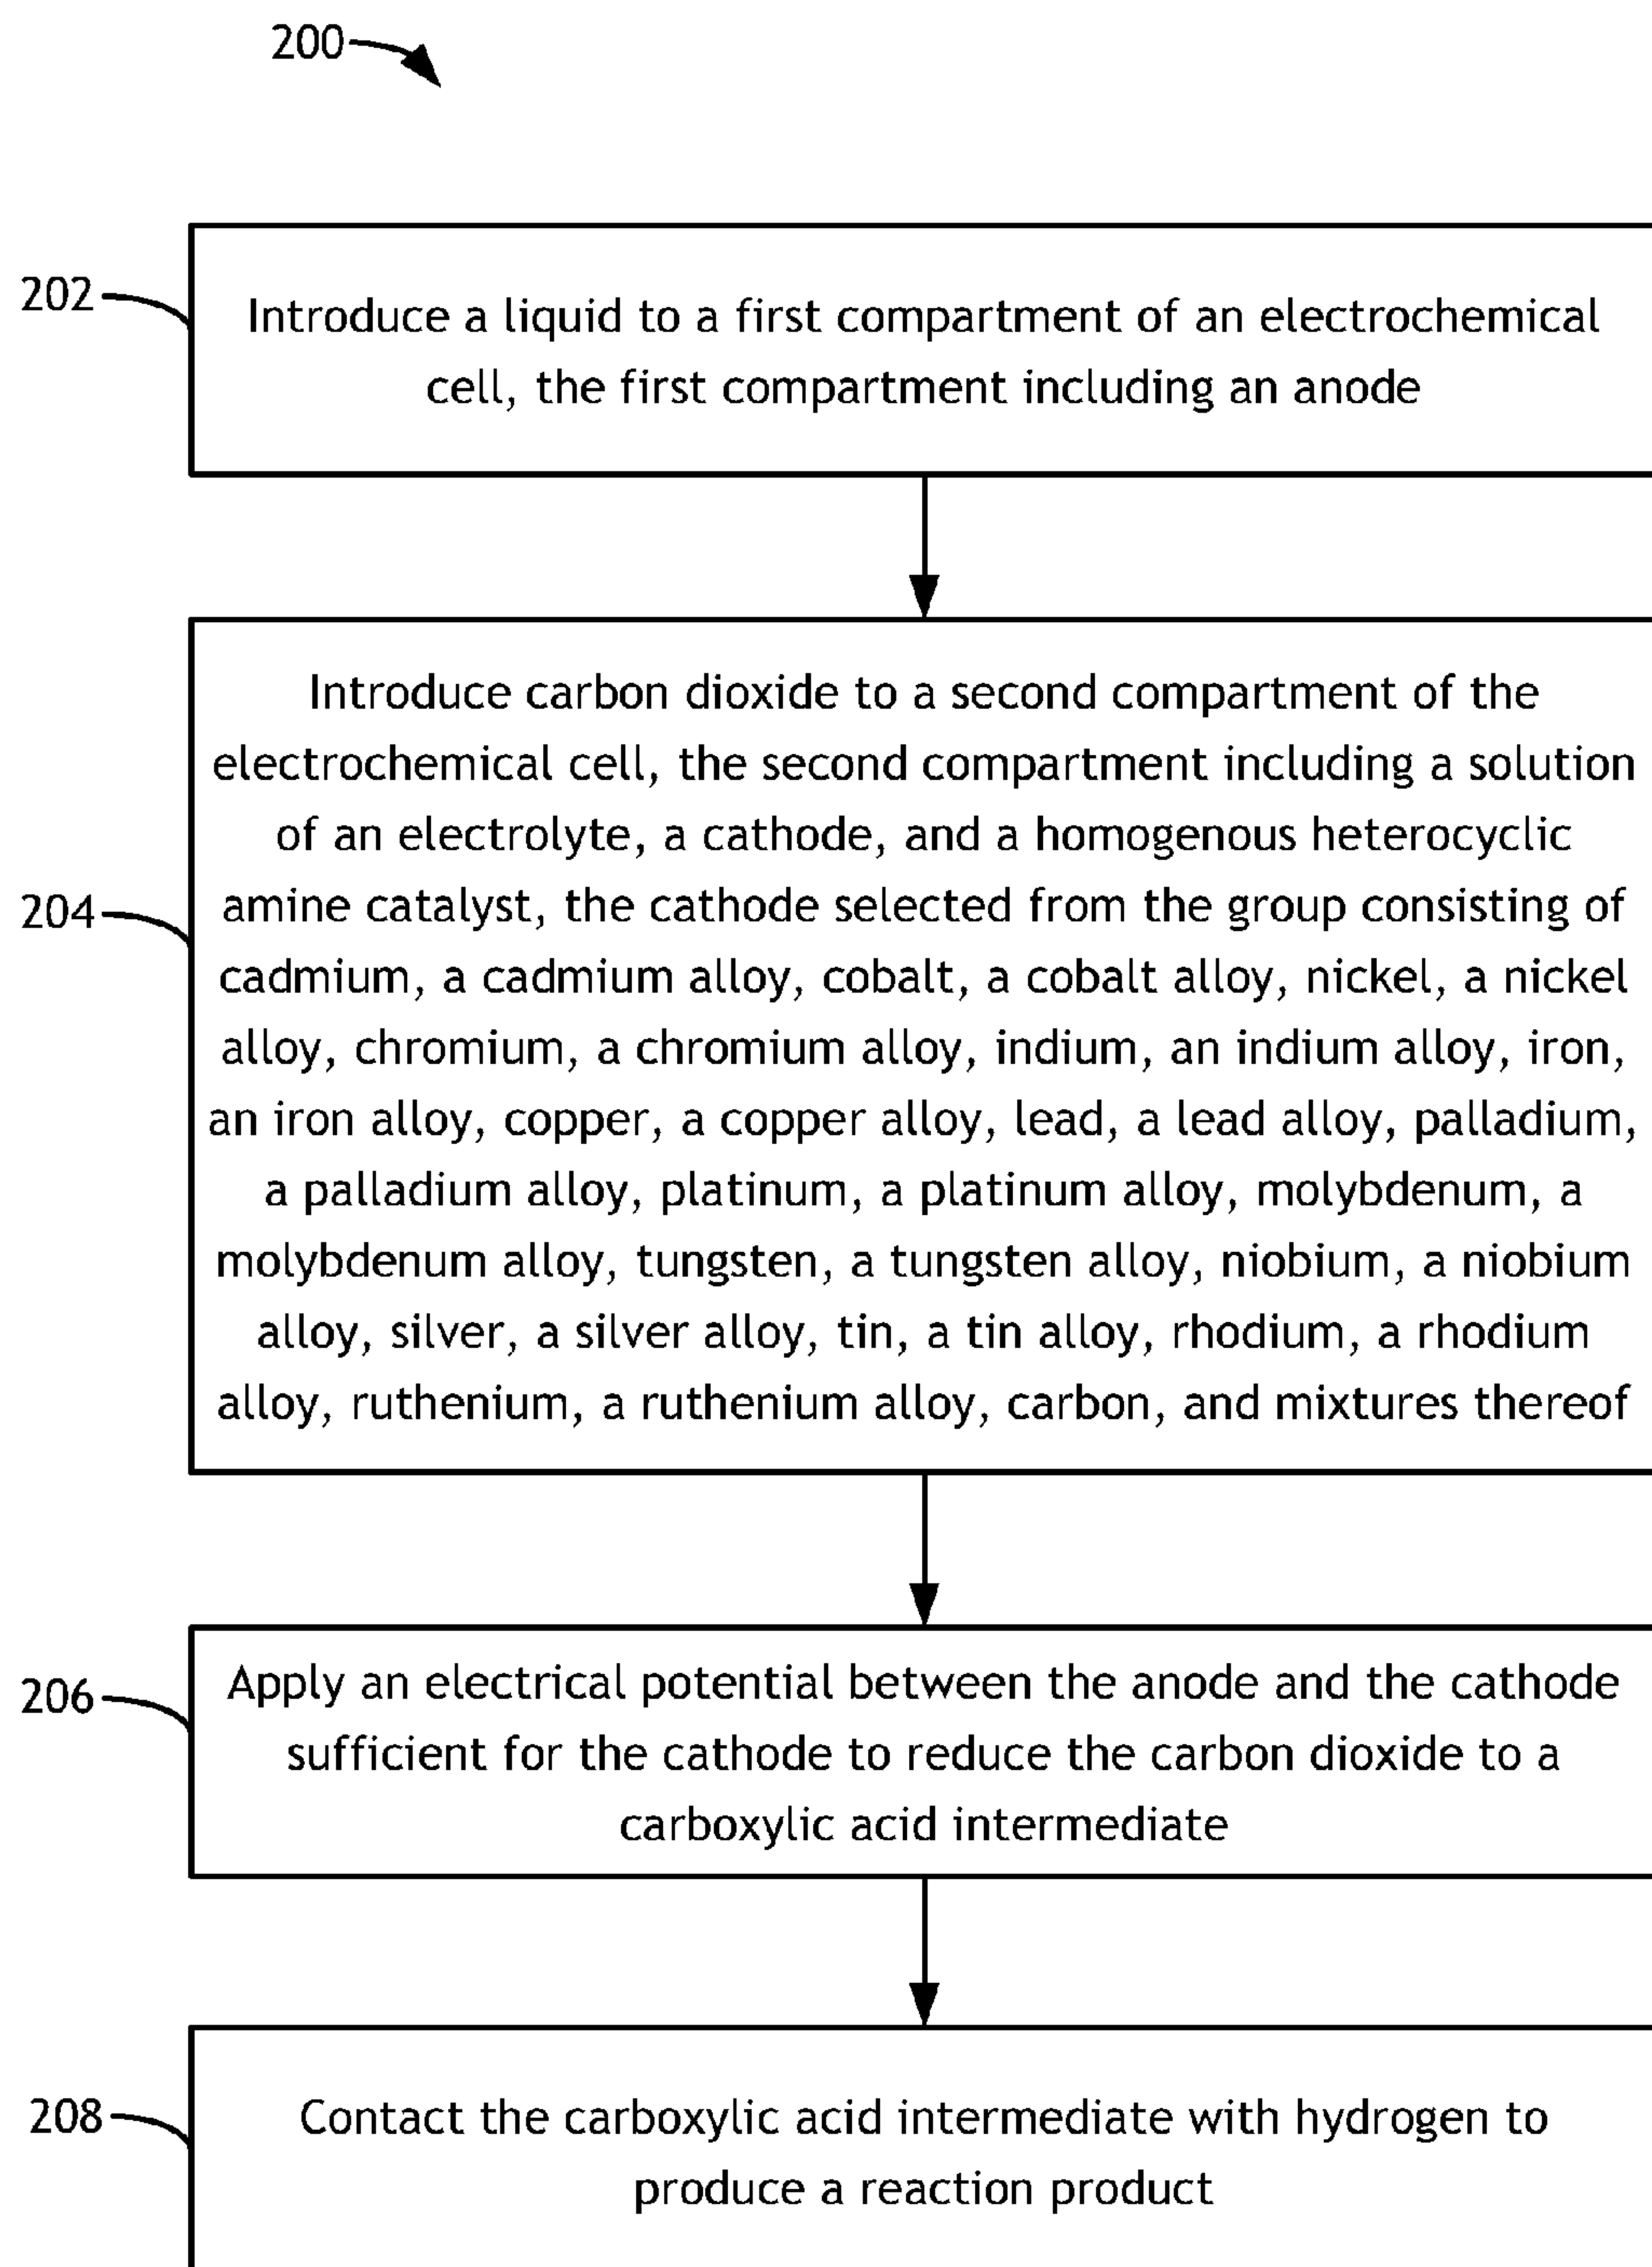 200
202
Introduce a liquid to a first compartment of an electrochemical
cell, the first compartment including an anode
204
Introduce carbon dioxide to a second compartment of the
electrochemical cell, the second compartment including a solution
of an electrolyte, a cathode, and a homogenous heterocyclic
amine catalyst, the cathode selected from the group consisting of
cadmium, a cadmium alloy, cobalt, a cobalt alloy, nickel, a nickel
alloy, chromium, a chromium alloy, indium, an indium alloy, iron,
an iron alloy, copper, a copper alloy, lead, a lead alloy, palladium,
a palladium alloy, platinum, a platinum alloy, molybdenum, a
molybdenum alloy, tungsten, a tungsten alloy, niobium, a niobium
alloy, silver, a silver alloy, tin, a tin alloy, rhodium, a rhodium
alloy, ruthenium, a ruthenium alloy, carbon, and mixtures thereof
206
Apply an electrical potential between the anode and the cathode
sufficient for the cathode to reduce the carbon dioxide to a
carboxylic acid intermediate
208
Contact the carboxylic acid intermediate with hydrogen to
produce a reaction product